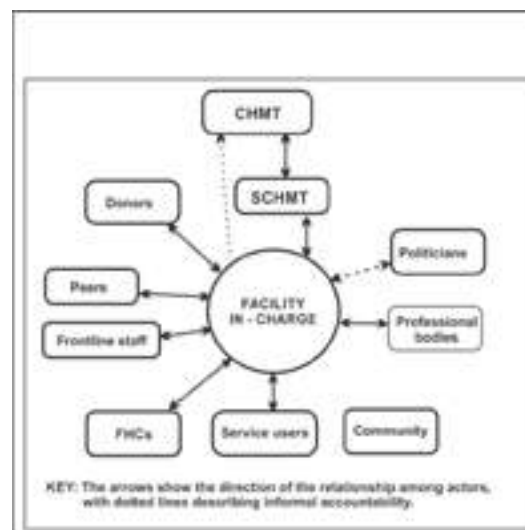 CHMT
SCHMT
Donors
Politicians
Peers
FACILITY
IN - CHARGE
Professional
bodies
Frontline staff
FHCs
Service users
Community
KEY: The arrows show the direction of the relationship among actors,
with dotted lines describing informal accountability.